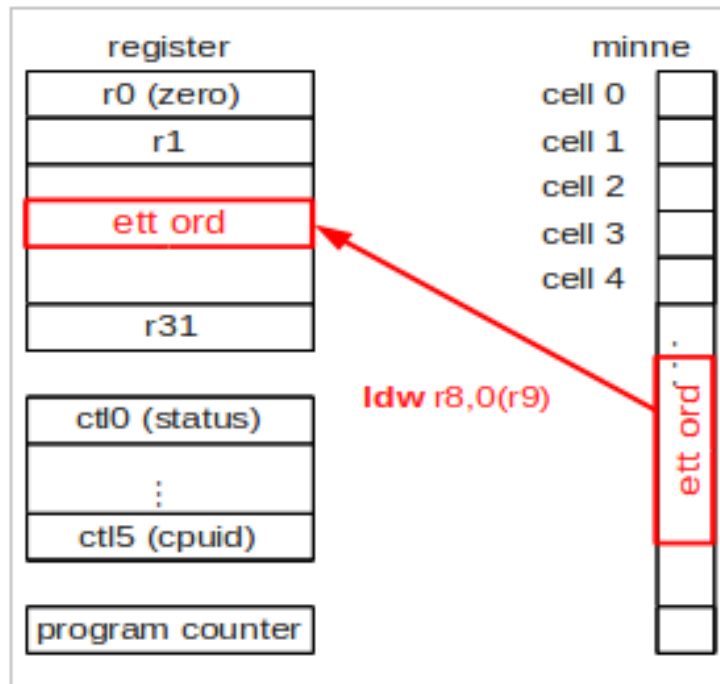 register
r0 (zero)
r1
ett ord
r31
ctl0 (status)
⋮
ctl5 (cpuid)
program counter
ldw r8,0(r9)
minne
cell 0
cell 1
cell 2
cell 3
cell 4
⋮
ett ord